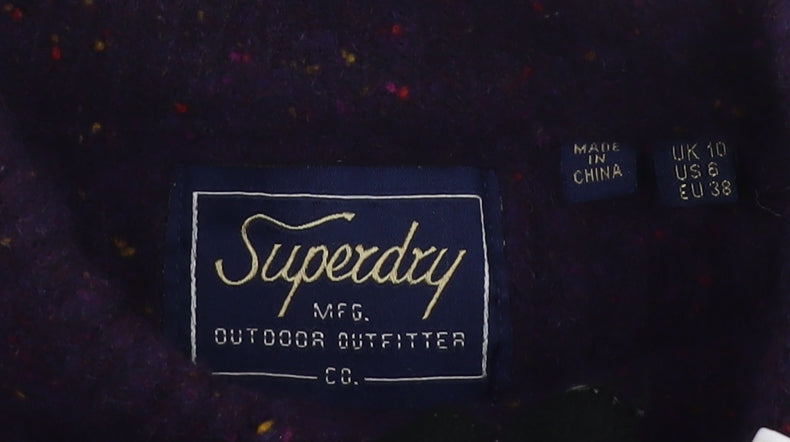 Superdry
MFG.
OUTDOOR OUTFITTER
CO.
MADE
IN
CHINA
UK 10
US 6
EU 38